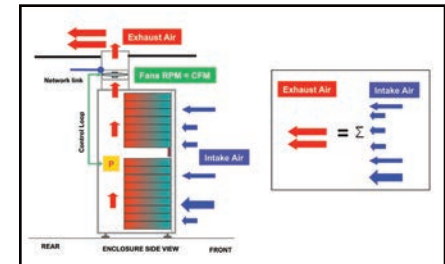 Exhaust Air
Network link
Fans RPM = CFM
Control Loop
P
Intake Air
REAR
ENCLOSURE SIDE VIEW
FRONT
Exhaust Air
Intake Air
= Σ